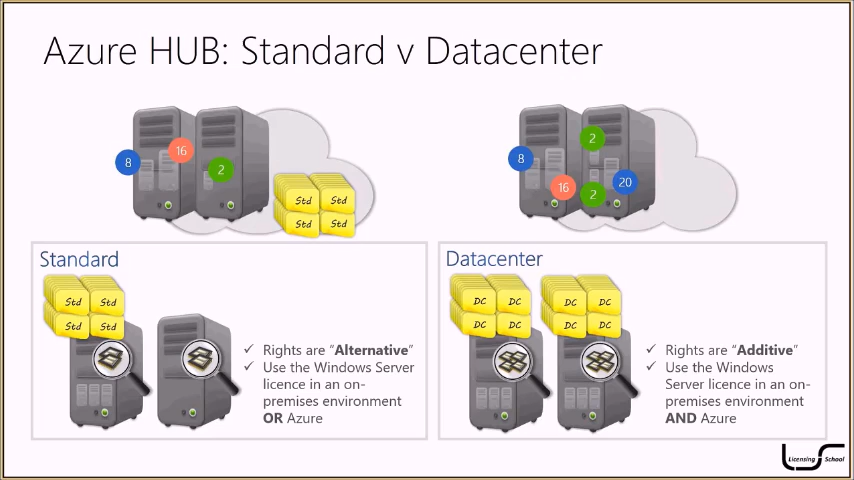 Azure HUB: Standard v Datacenter
8
16
2
Std Std
Std Std
8
2
16
2
20
Standard
Std Std
Std Std
✓ Rights are “Alternative”
✓ Use the Windows Server
licence in an on-
premises environment
OR Azure
Datacenter
DC DC
DC DC
DC DC
DC DC
✓ Rights are “Additive”
✓ Use the Windows
Server licence in an on-
premises environment
AND Azure
Licensing School